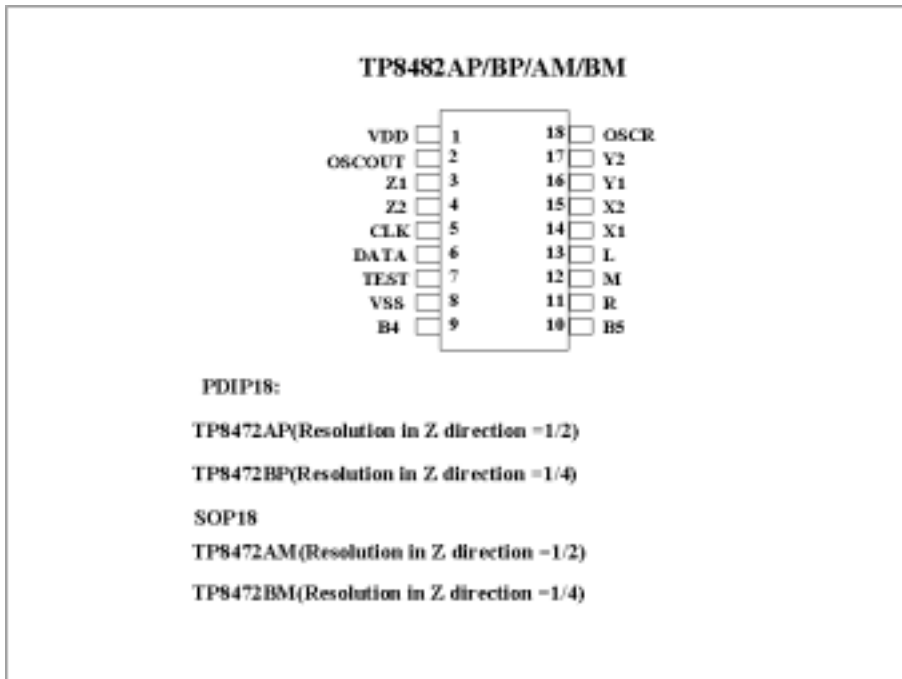 TP8482AP/BP/AM/BM
VDD 1 18 OSCR
OSCOUT 2 17 Y2
Z1 3 16 Y1
Z2 4 15 X2
CLK 5 14 X1
DATA 6 13 L
TEST 7 12 M
VSS 8 11 R
B4 9 10 B5
PDIP18:
TP8472AP(Resolution in Z direction =1/2)
TP8472BP(Resolution in Z direction =1/4)
SOP18
TP8472AM(Resolution in Z direction =1/2)
TP8472BM(Resolution in Z direction =1/4)